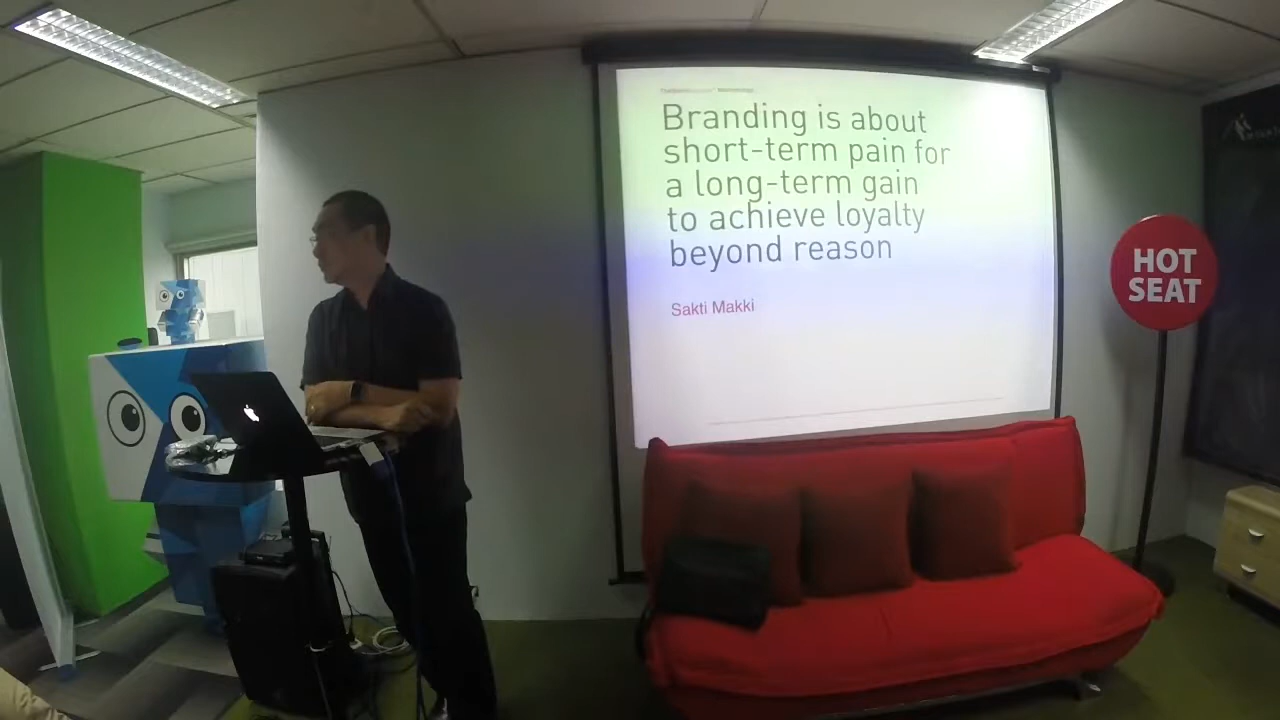 Branding is about
short-term pain for
a long-term gain
to achieve loyalty
beyond reason
Sakti Makki
HOT
SEAT